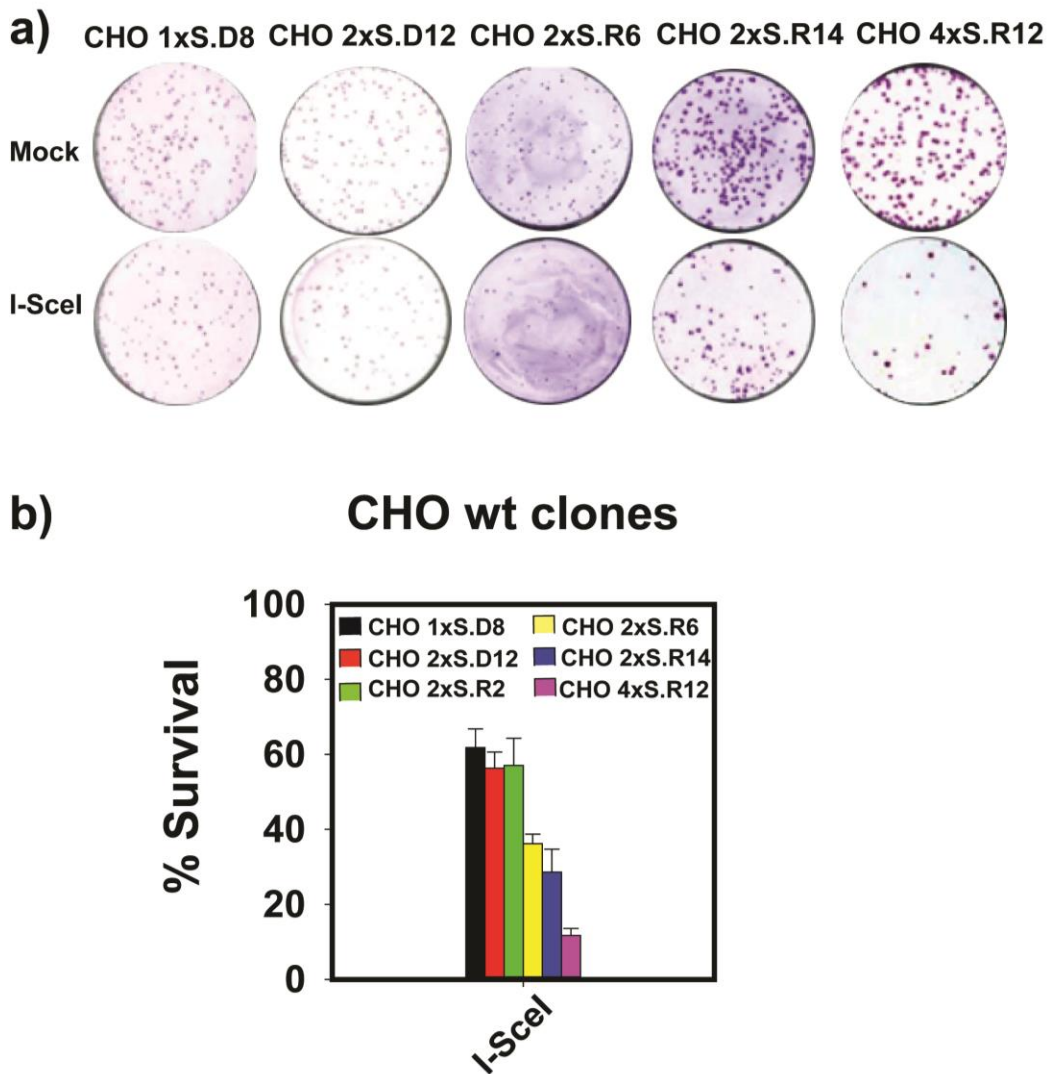 a) CHO 1xS.D8 CHO 2xS.D12 CHO 2xS.R6 CHO 2xS.R14 CHO 4xS.R12
Mock
I-SceI
b) CHO wt clones
100
CHO 1xS.D8 CHO 2xS.R6
CHO 2xS.D12 CHO 2xS.R14
CHO 2xS.R2 CHO 4xS.R12
80
60
40
20
0
% Survival
I-SceI